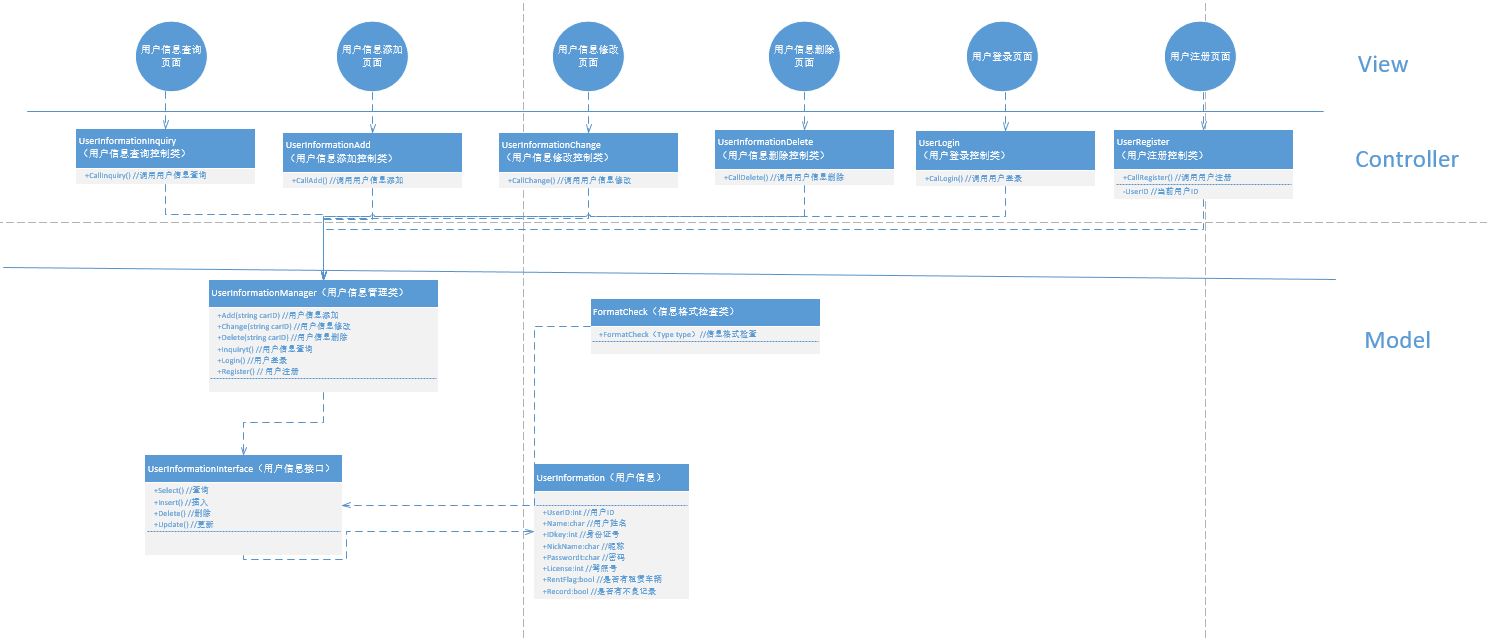 用户信息查询
页面
用户信息添加
页面
用户信息修改
页面
用户信息删除
页面
用户登录页面
用户注册页面
View
UserInformationInquiry
（用户信息查询控制类）
+CallInquiry() //调用用户信息查询
UserInformationAdd
（用户信息添加控制类）
+CallAdd() //调用用户信息添加
UserInformationChange
（用户信息修改控制类）
+CallChange() //调用用户信息修改
UserInformationDelete
（用户信息删除控制类）
+CallDelete() //调用用户信息删除
UserLogin
（用户登录控制类）
+CalLogin() //调用用户登录
UserRegister
（用户注册控制类）
+CallRegister() //调用用户注册
-UserID //当前用户ID
Controller
UserInformationManager（用户信息管理类）
+Add(string carID) //用户信息添加
+Change(string carID) //用户信息修改
+Delete(string carID) //用户信息删除
+Inquiryt() //用户信息查询
+Login() //用户登录
+Register() // 用户注册
FormatCheck（信息格式检查类）
+FormatCheck（Type type）//信息格式检查
Model
UserInformationInterface（用户信息接口）
+Select() //查询
+Insert() //插入
+Delete() //删除
+Update() //更新
UserInformation（用户信息）
+UserID:int //用户ID
+Name:char //用户姓名
+IDkey:int //身份证号
+NickName:char //昵称
+Passwordt:char //密码
+License:int //驾照号
+RentFlag:bool //是否有租赁车辆
+Record:bool //是否有不良记录